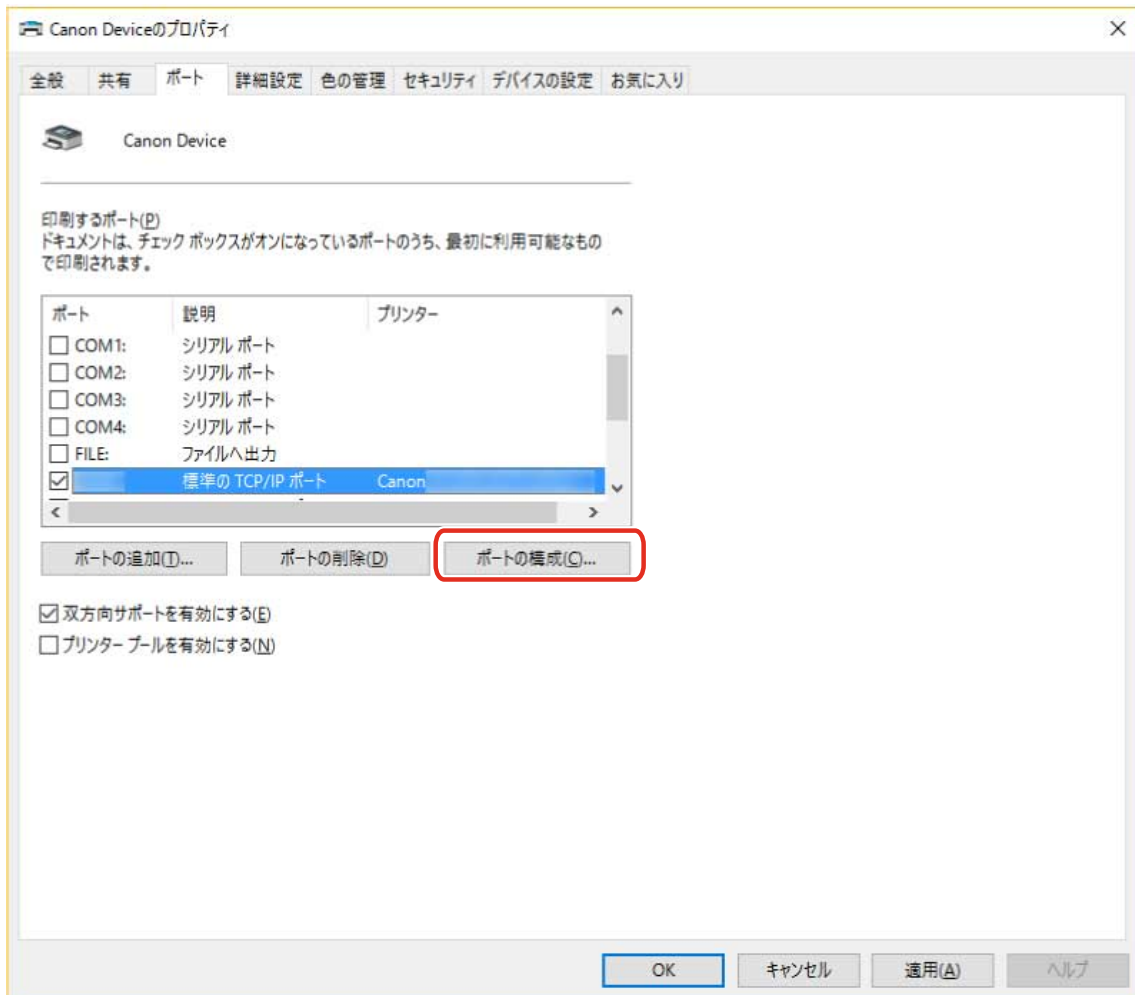 Canon Deviceのプロパティ
全般 共有 ポート 詳細設定 色の管理 セキュリティ デバイスの設定 お気に入り
Canon Device
印刷するポート(P)
ドキュメントは、チェック ボックスがオンになっているポートのうち、最初に利用可能なもの
で印刷されます。
ポート 説明 プリンター
COM1: シリアル ポート
COM2: シリアル ポート
COM3: シリアル ポート
COM4: シリアル ポート
FILE: ファイルへ出力
標準の TCP/IP ポート Canon
ポートの追加(T)... ポートの削除(D) ポートの構成(C)...
双方向サポートを有効にする(E)
プリンター プールを有効にする(N)
OK キャンセル 適用(A) ヘルプ